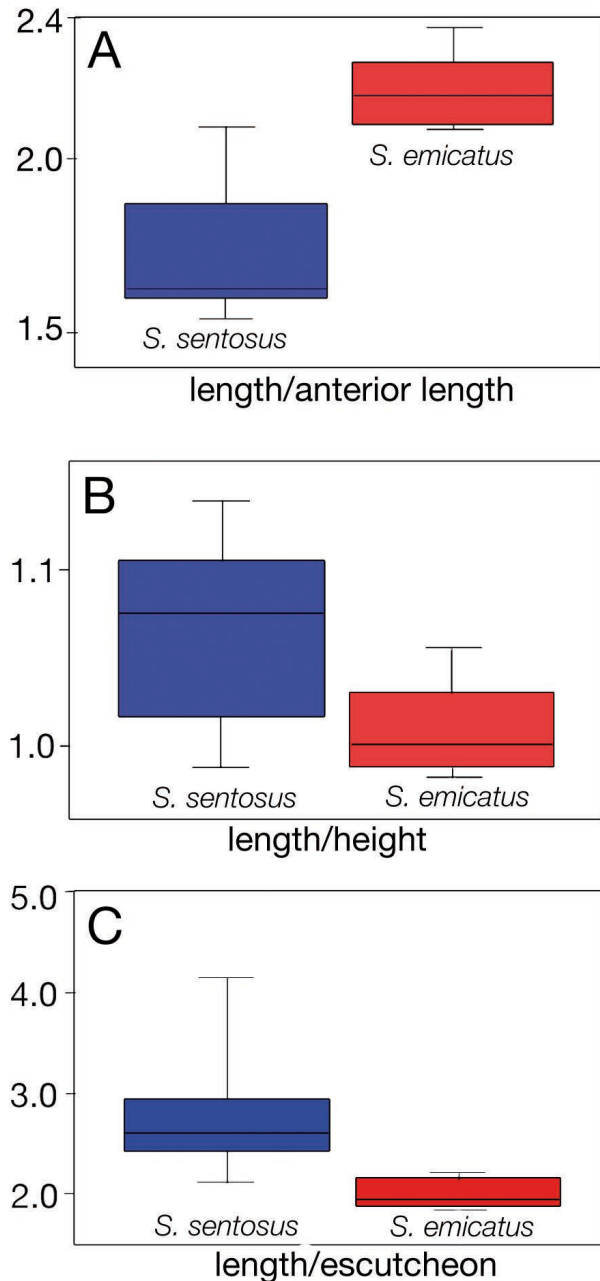 2.4
A
2.0
S. emicatus
1.5
S. sentosus
length/anterior length
B
1.1
1.0
S. sentosus
S. emicatus
length/height
5.0
C
4.0
3.0
2.0
S. sentosus
S. emicatus
length/escutcheon